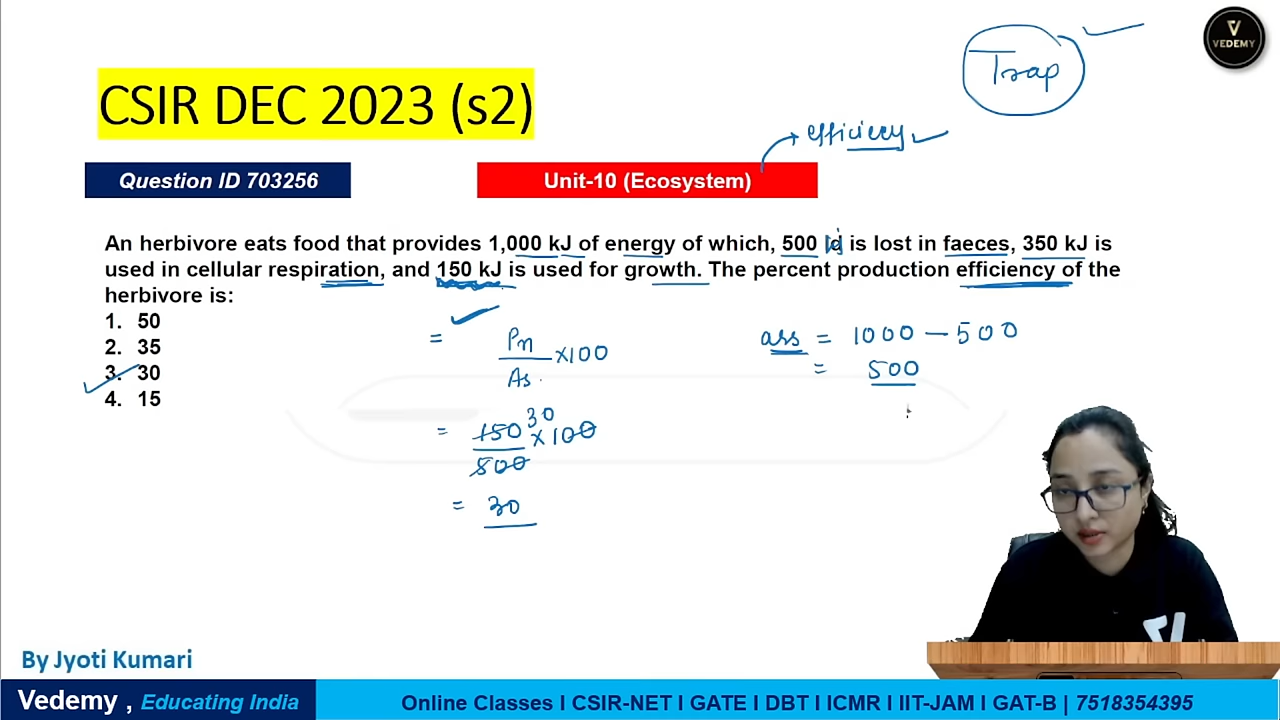 Trap
VEDEMY
CSIR DEC 2023 (s2)
efficiecy
Question ID 703256
Unit-10 (Ecosystem)
An herbivore eats food that provides 1,000 kJ of energy of which, 500 kJ is lost in faeces, 350 kJ is
used in cellular respiration, and 150 kJ is used for growth. The percent production efficiency of the
herbivore is:
1. 50
2. 35
3. 30
4. 15
= Pn/As. ×100
= 150/500 ×100 30
= 30
ass = 1000 - 500
= 500
By Jyoti Kumari
Vedemy , Educating India
Online Classes I CSIR-NET I GATE I DBT I ICMR I IIT-JAM I GAT-B | 7518354395